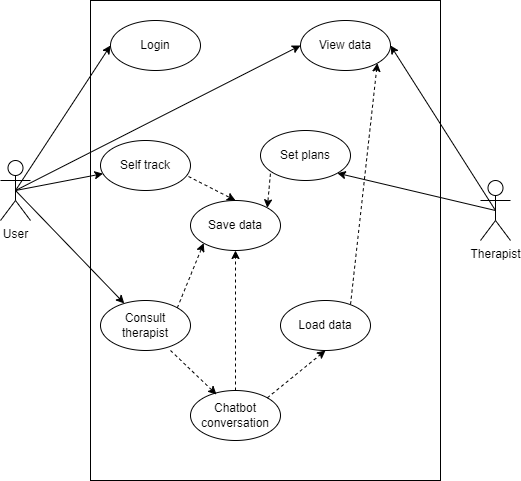 Login
View data
Self track
Set plans
Save data
User
Therapist
Consult
therapist
Load data
Chatbot
conversation